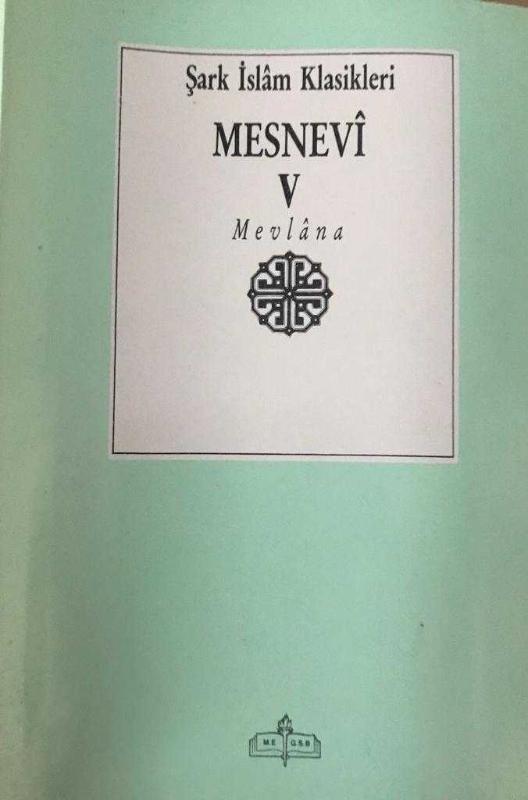 Şark İslâm Klasikleri
MESNEVÎ
V
Mevlâna
M.E G.S.B